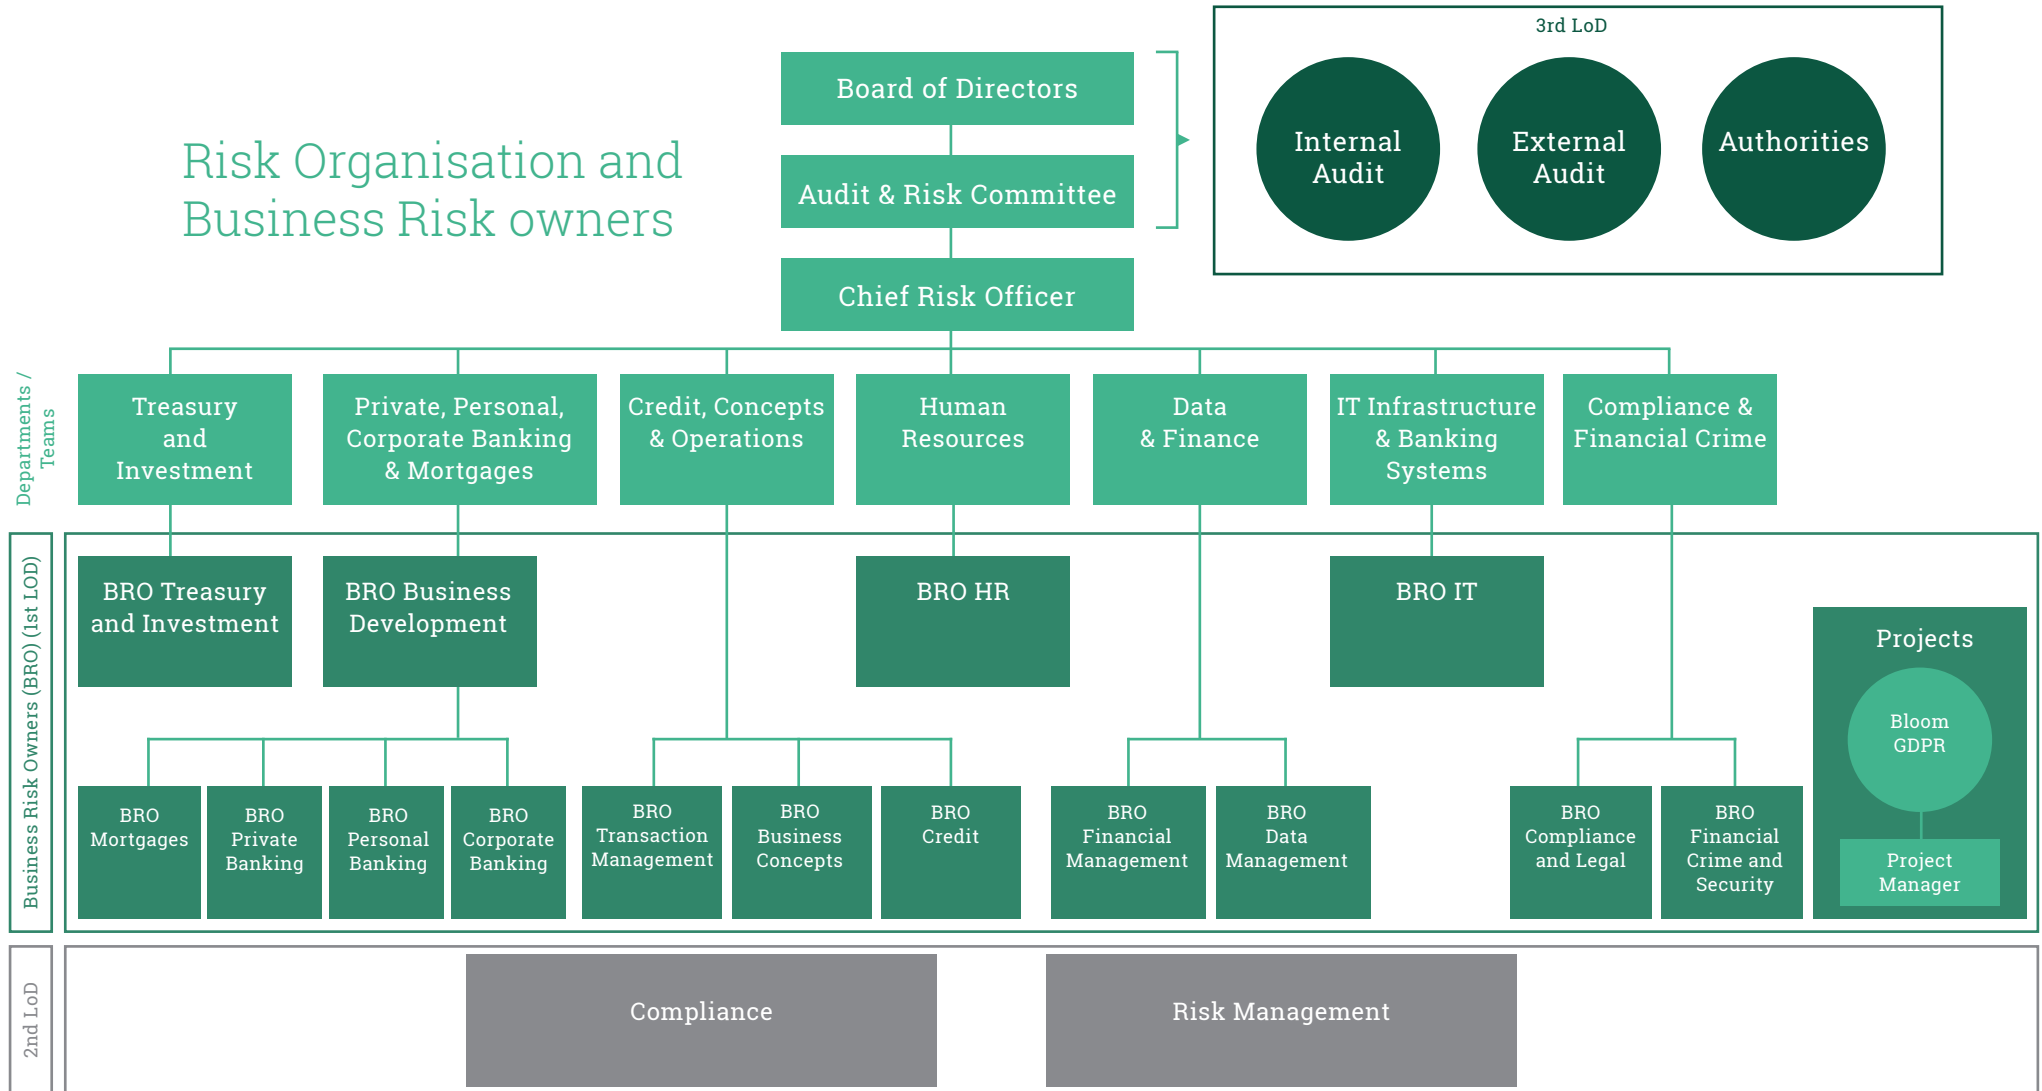 3rd LoD
Board of Directors
Internal
Audit
External
Audit
Authorities
Risk Organisation and
Business Risk owners
Audit & Risk Committee
Chief Risk Officer
Departments /
Teams
Treasury
and
Investment
Private, Personal,
Corporate Banking
& Mortgages
Credit, Concepts
& Operations
Human
Resources
Data
& Finance
IT Infrastructure
& Banking
Systems
Compliance &
Financial Crime
Business Risk Owners (BRO) (1st LOD)
BRO Treasury
and Investment
BRO Business
Development
BRO HR
BRO IT
Projects
Bloom
GDPR
Project
Manager
BRO
Mortgages
BRO
Private
Banking
BRO
Personal
Banking
BRO
Corporate
Banking
BRO
Transaction
Management
BRO
Business
Concepts
BRO
Credit
BRO
Financial
Management
BRO
Data
Management
BRO
Compliance
and Legal
BRO
Financial
Crime and
Security
2nd LoD
Compliance
Risk Management